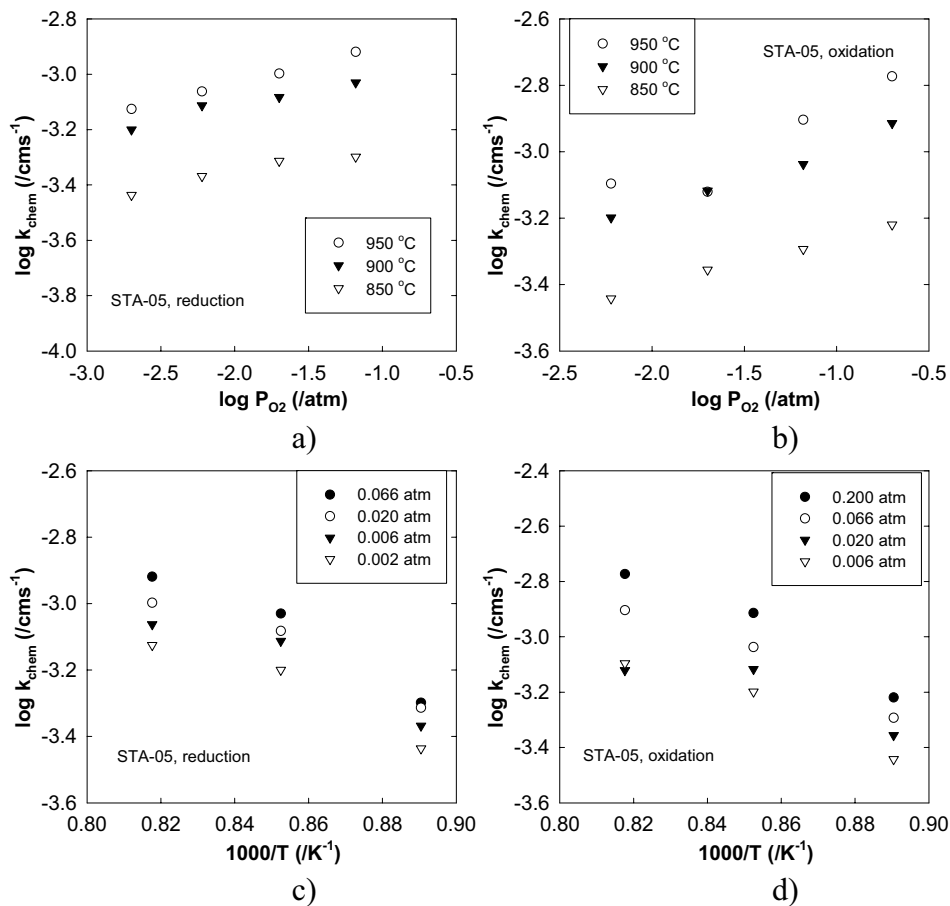 -2.8
-3.0
-3.2
-3.4
-3.6
-3.8
-4.0
log k_chem (/cms⁻¹)
950 °C
900 °C
850 °C
STA-05, reduction
-3.0 -2.5 -2.0 -1.5 -1.0 -0.5
log P_O2 (/atm)
a)
-2.6
-2.8
-3.0
-3.2
-3.4
-3.6
log k_chem (/cms⁻¹)
950 °C
900 °C
850 °C
STA-05, oxidation
-2.5 -2.0 -1.5 -1.0 -0.5
log P_O2 (/atm)
b)
-2.6
-2.8
-3.0
-3.2
-3.4
-3.6
log k_chem (/cms⁻¹)
0.066 atm
0.020 atm
0.006 atm
0.002 atm
STA-05, reduction
0.80 0.82 0.84 0.86 0.88 0.90
1000/T (/K⁻¹)
c)
-2.4
-2.6
-2.8
-3.0
-3.2
-3.4
-3.6
log k_chem (/cms⁻¹)
0.200 atm
0.066 atm
0.020 atm
0.006 atm
STA-05, oxidation
0.80 0.82 0.84 0.86 0.88 0.90
1000/T (/K⁻¹)
d)